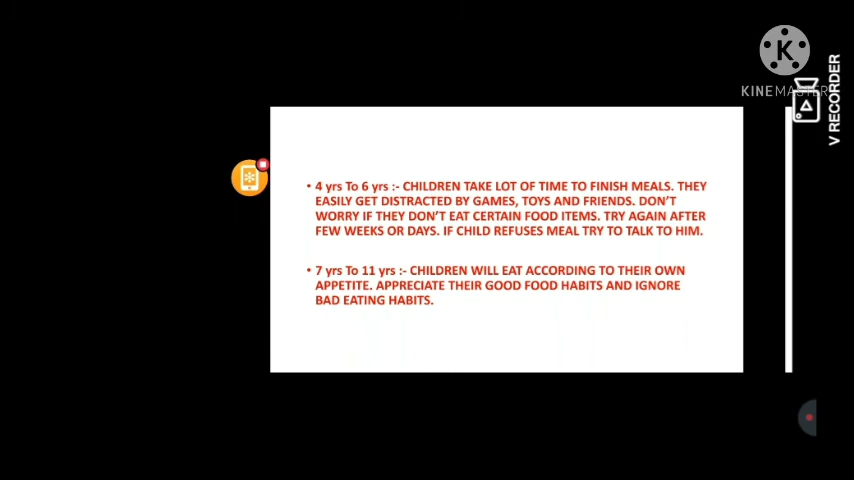 KINEMASTER
V RECORDER
• 4 yrs To 6 yrs :- CHILDREN TAKE LOT OF TIME TO FINISH MEALS. THEY
EASILY GET DISTRACTED BY GAMES, TOYS AND FRIENDS. DON'T
WORRY IF THEY DON'T EAT CERTAIN FOOD ITEMS. TRY AGAIN AFTER
FEW WEEKS OR DAYS. IF CHILD REFUSES MEAL TRY TO TALK TO HIM.
• 7 yrs To 11 yrs :- CHILDREN WILL EAT ACCORDING TO THEIR OWN
APPETITE. APPRECIATE THEIR GOOD FOOD HABITS AND IGNORE
BAD EATING HABITS.